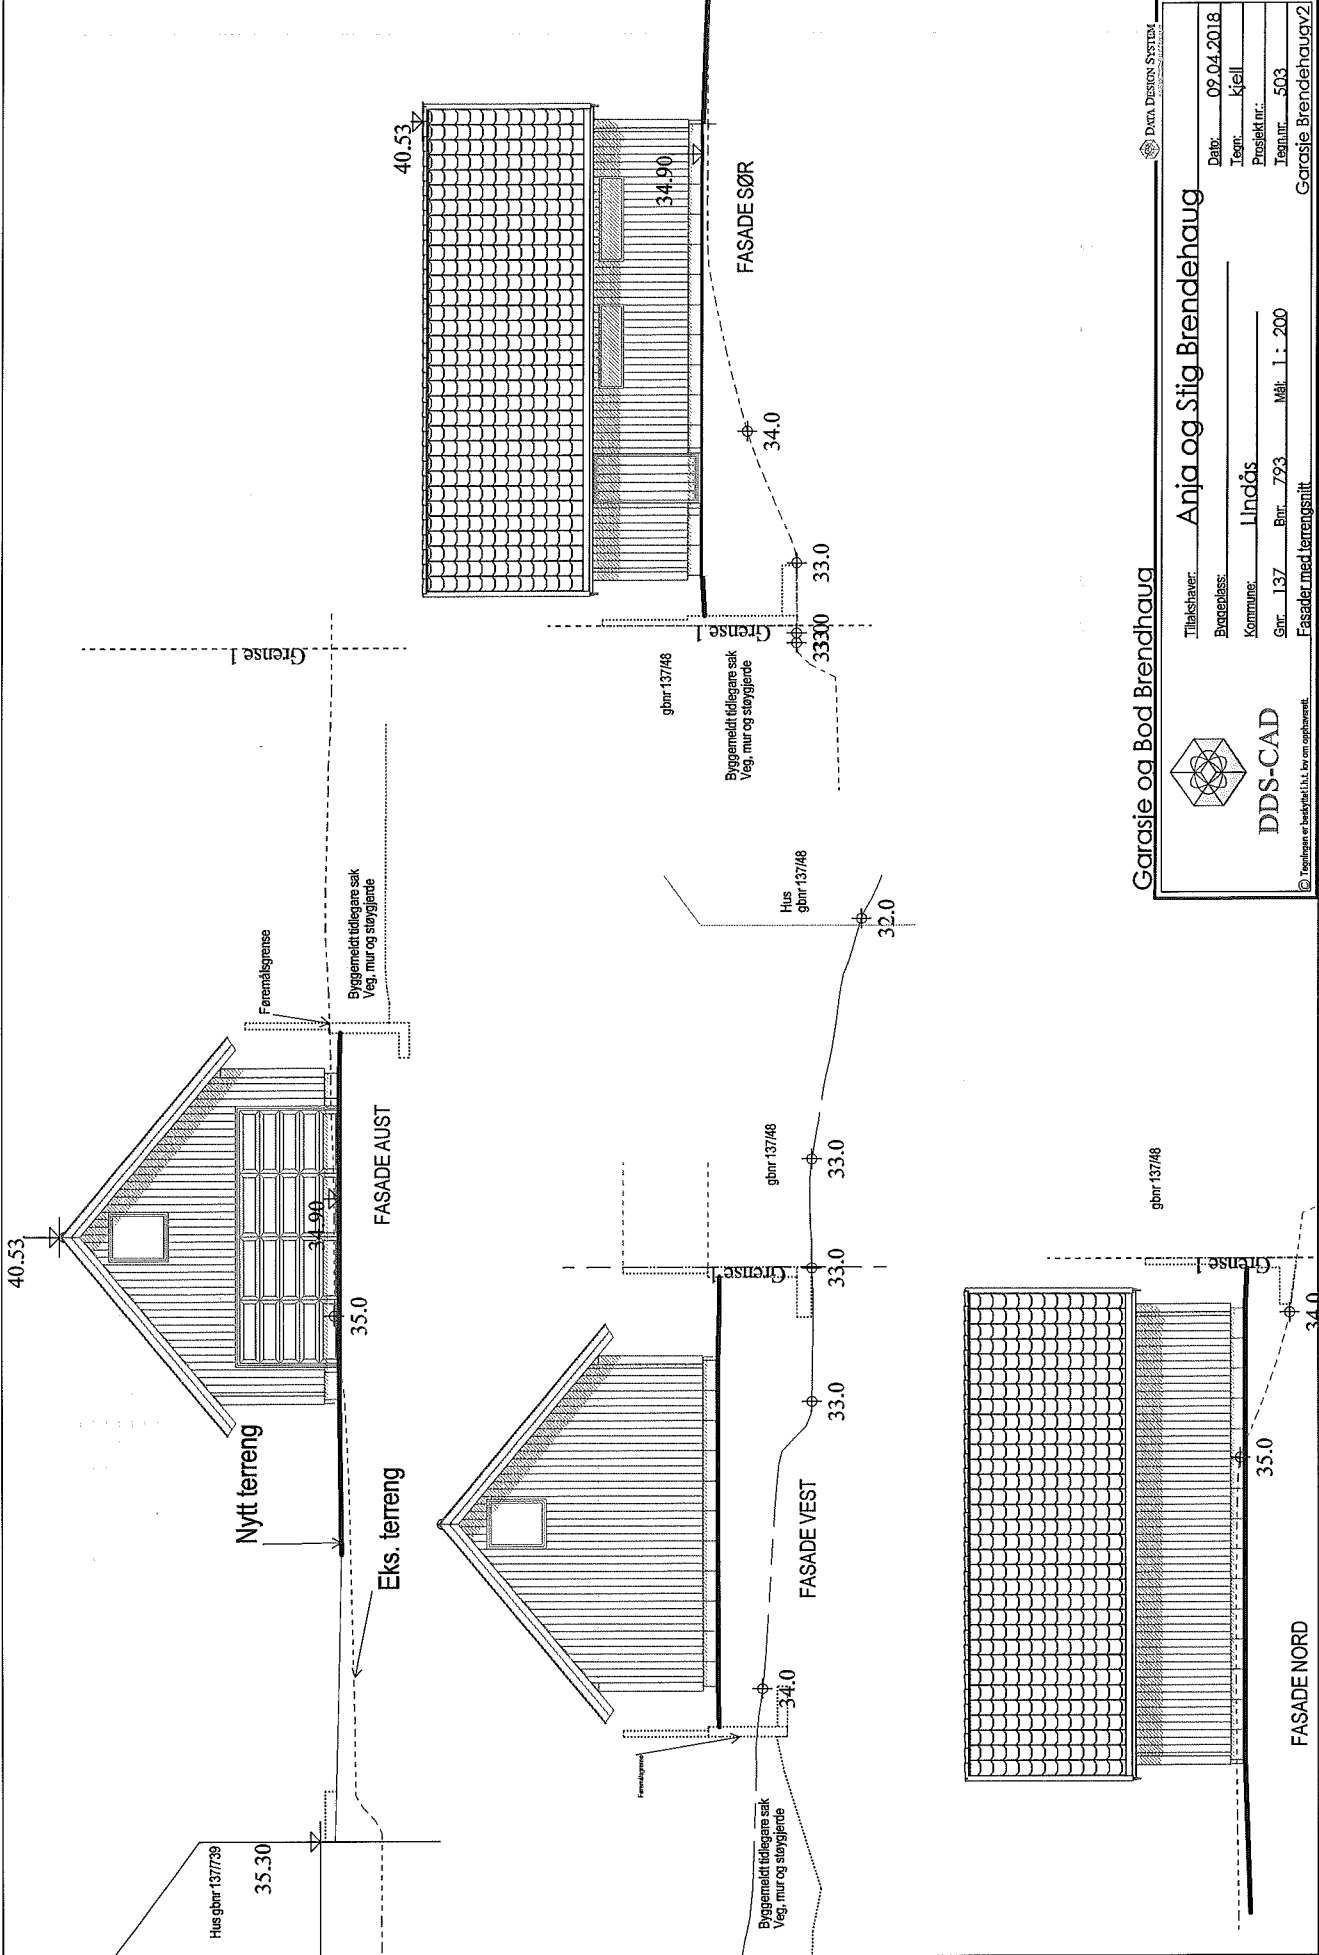 40.53
34.90
35.0
FASADE AUST
Føremålsgrense
Byggemeldt tidlegare sak
Veg, mur og støygjerde
Grense 1
Nytt terreng
Eks. terreng
Hus gbnr 137/739
35.30
40.53
34.90
FASADE SØR
34.0
33.0
33.0
Grense 1
gbnr 137/48
Byggemeldt tidlegare sak
Veg, mur og støygjerde
FASADE VEST
34.0
33.0
33.0
33.0
32.0
Grense 1
gbnr 137/48
Hus
gbnr 137/48
Føremålsgrense
Byggemeldt tidlegare sak
Veg, mur og støygjerde
FASADE NORD
35.0
34.0
Grense 1
gbnr 137/48
Garasje og Bod Brendhaug
DATA DESIGN SYSTEM
DDS-CAD
Tiltakshaver: Anja og Stig Brendehaug
Byggeplass:
Kommune: Lindås
Gnr: 137 Bnr: 793 Mål: 1 : 200
Fasader med terrengsnitt
Dato: 09.04.2018
Tegn: Kjell
Prosjekt nr.:
Tegn.nr: 503
Garasje Brendehaugv2
© Tegningen er beskyttet i.h.t. lov om opphavsrett.